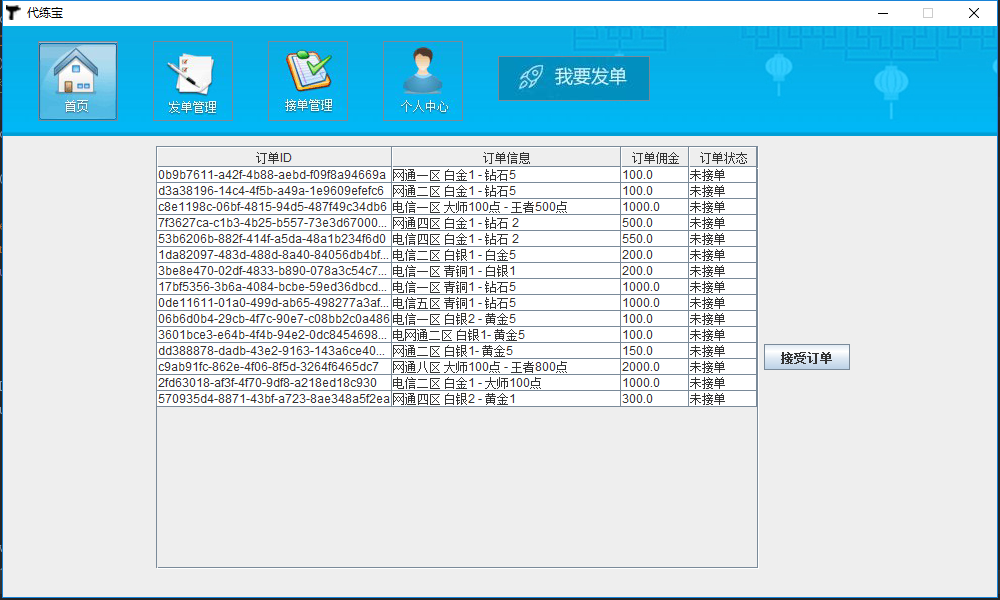 代练宝
首页
发单管理
接单管理
个人中心
我要发单
订单ID 订单信息 订单佣金 订单状态
0b9b7611-a42f-4b88-aebd-f09f8a94669a 网通一区 白金1 - 钻石5 100.0 未接单
d3a38196-14c4-4f5b-a49a-1e9609efefc6 网通二区 白金1 - 钻石5 100.0 未接单
c8e1198c-06bf-4815-94d5-487f49c34db6 电信一区 大师100点 - 王者500点 1000.0 未接单
7f3627ca-c1b3-4b25-b557-73e3d67000... 网通四区 白金1 - 钻石 2 500.0 未接单
53b6206b-882f-414f-a5da-48a1b234f6d0 电信四区 白金1 - 钻石 2 550.0 未接单
1da82097-483d-488d-8a40-84056db4bf... 电信二区 白银1 - 白金5 200.0 未接单
3be8e470-02df-4833-b890-078a3c54c7... 电信一区 青铜1 - 白银1 200.0 未接单
17bf5356-3b6a-4084-bcbe-59ed36dbcd... 电信一区 青铜1 - 钻石5 1000.0 未接单
0de11611-01a0-499d-ab65-498277a3af... 电信五区 青铜1 - 钻石5 1000.0 未接单
06b6d0b4-29cb-4f7c-90e7-c08bb2c0a486 电信一区 白银2 - 黄金5 100.0 未接单
3601bce3-e64b-4f4b-94e2-0dc8454698... 电网通二区 白银1- 黄金5 100.0 未接单
dd388878-dadb-43e2-9163-143a6ce40... 网通二区 白银1- 黄金5 150.0 未接单
c9ab91fc-862e-4f06-8f5d-3264f6465dc7 网通八区 大师100点 - 王者800点 2000.0 未接单
2fd63018-af3f-4f70-9df8-a218ed18c930 电信二区 白金1 - 大师100点 1000.0 未接单
570935d4-8871-43bf-a723-8ae348a5f2ea 网通四区 白银2 - 黄金1 300.0 未接单
接受订单